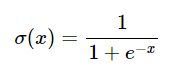 σ(x) = 1 / (1 + e^{-x})